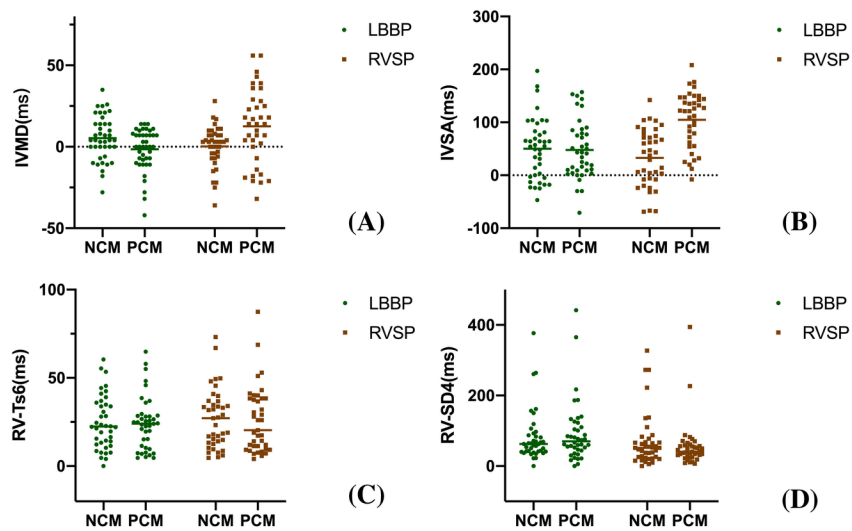 LBBP
RVSP
IVMD(ms)
50
0
-50
NCM PCM NCM PCM
(A)
LBBP
RVSP
IVSA(ms)
300
200
100
0
-100
NCM PCM NCM PCM
(B)
LBBP
RVSP
RV-Ts6(ms)
100
50
0
NCM PCM NCM PCM
(C)
LBBP
RVSP
RV-SD4(ms)
400
200
0
NCM PCM NCM PCM
(D)